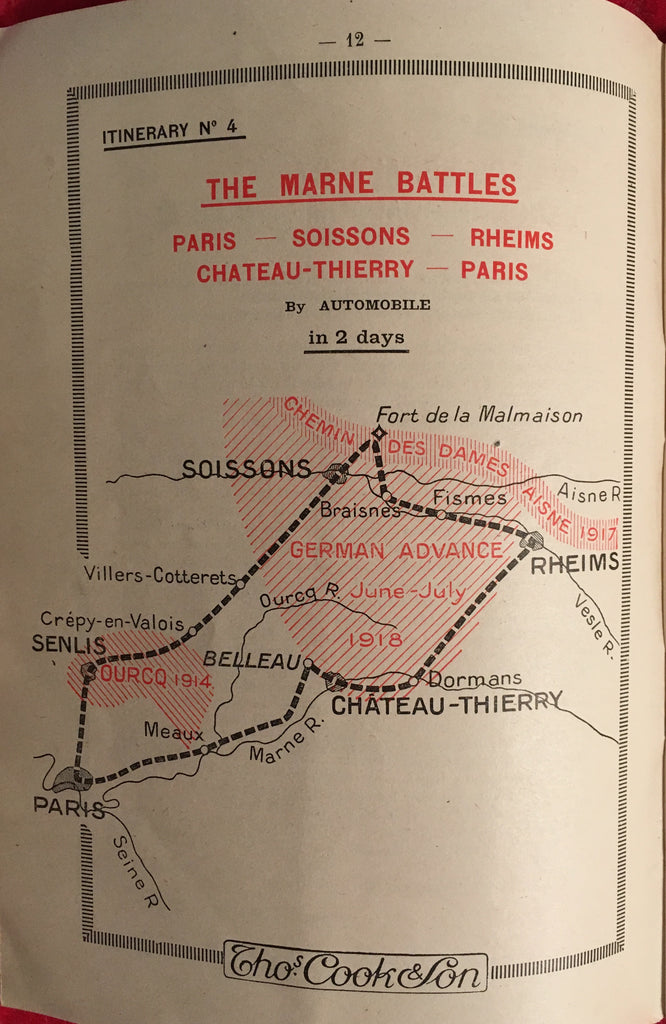 — 12 —
ITINERARY Nº 4
THE MARNE BATTLES
PARIS — SOISSONS — RHEIMS
CHATEAU-THIERRY — PARIS
By AUTOMOBILE
in 2 days
Fort de la Malmaison
CHEMIN DES DAMES
AISNE 1917
SOISSONS
Aisne R
Braisnes
Fismes
GERMAN ADVANCE
June-July
1918
RHEIMS
Vesle R.
Villers-Cotterets
Ourcq R.
Crépy-en-Valois
SENLIS
OURCQ 1914
BELLEAU
Dormans
CHÂTEAU-THIERRY
Meaux
Marne R.
PARIS
Seine R
Thos Cook & Son